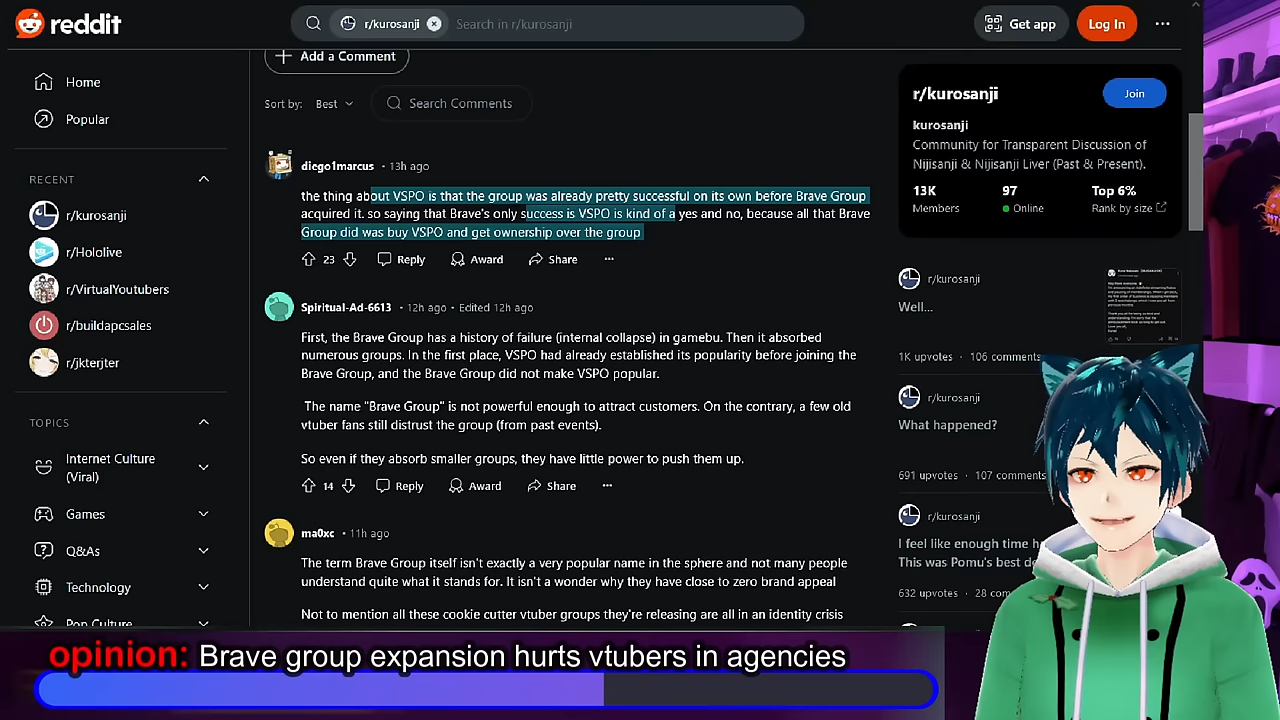 reddit
r/kurosanji
Search in r/kurosanji
Get app
Log In
Home
Popular
RECENT
r/kurosanji
r/Hololive
r/VirtualYoutubers
r/buildapcsales
r/jkterjter
TOPICS
Internet Culture
(Viral)
Games
Q&As
Technology
Pop Culture
Add a Comment
Sort by: Best
Search Comments
diego1marcus • 13h ago
the thing about VSPO is that the group was already pretty successful on its own before Brave Group
acquired it. so saying that Brave's only success is VSPO is kind of a yes and no, because all that Brave
Group did was buy VSPO and get ownership over the group
23 Reply Award Share
Spiritual-Ad-6613 • 12h ago • Edited 12h ago
First, the Brave Group has a history of failure (internal collapse) in gamebu. Then it absorbed
numerous groups. In the first place, VSPO had already established its popularity before joining the
Brave Group, and the Brave Group did not make VSPO popular.
The name "Brave Group" is not powerful enough to attract customers. On the contrary, a few old
vtuber fans still distrust the group (from past events).
So even if they absorb smaller groups, they have little power to push them up.
14 Reply Award Share
ma0xc • 11h ago
The term Brave Group itself isn't exactly a very popular name in the sphere and not many people
understand quite what it stands for. It isn't a wonder why they have close to zero brand appeal
Not to mention all these cookie cutter vtuber groups they're releasing are all in an identity crisis
r/kurosanji
Join
kurosanji
Community for Transparent Discussion of
Nijisanji & Nijisanji Liver (Past & Present).
13K 97 Top 6%
Members Online Rank by size
r/kurosanji
Well...
1K upvotes • 106 comments
r/kurosanji
What happened?
691 upvotes • 107 comments
r/kurosanji
I feel like enough time h
This was Pomu's best de
632 upvotes • 28 com
opinion: Brave group expansion hurts vtubers in agencies